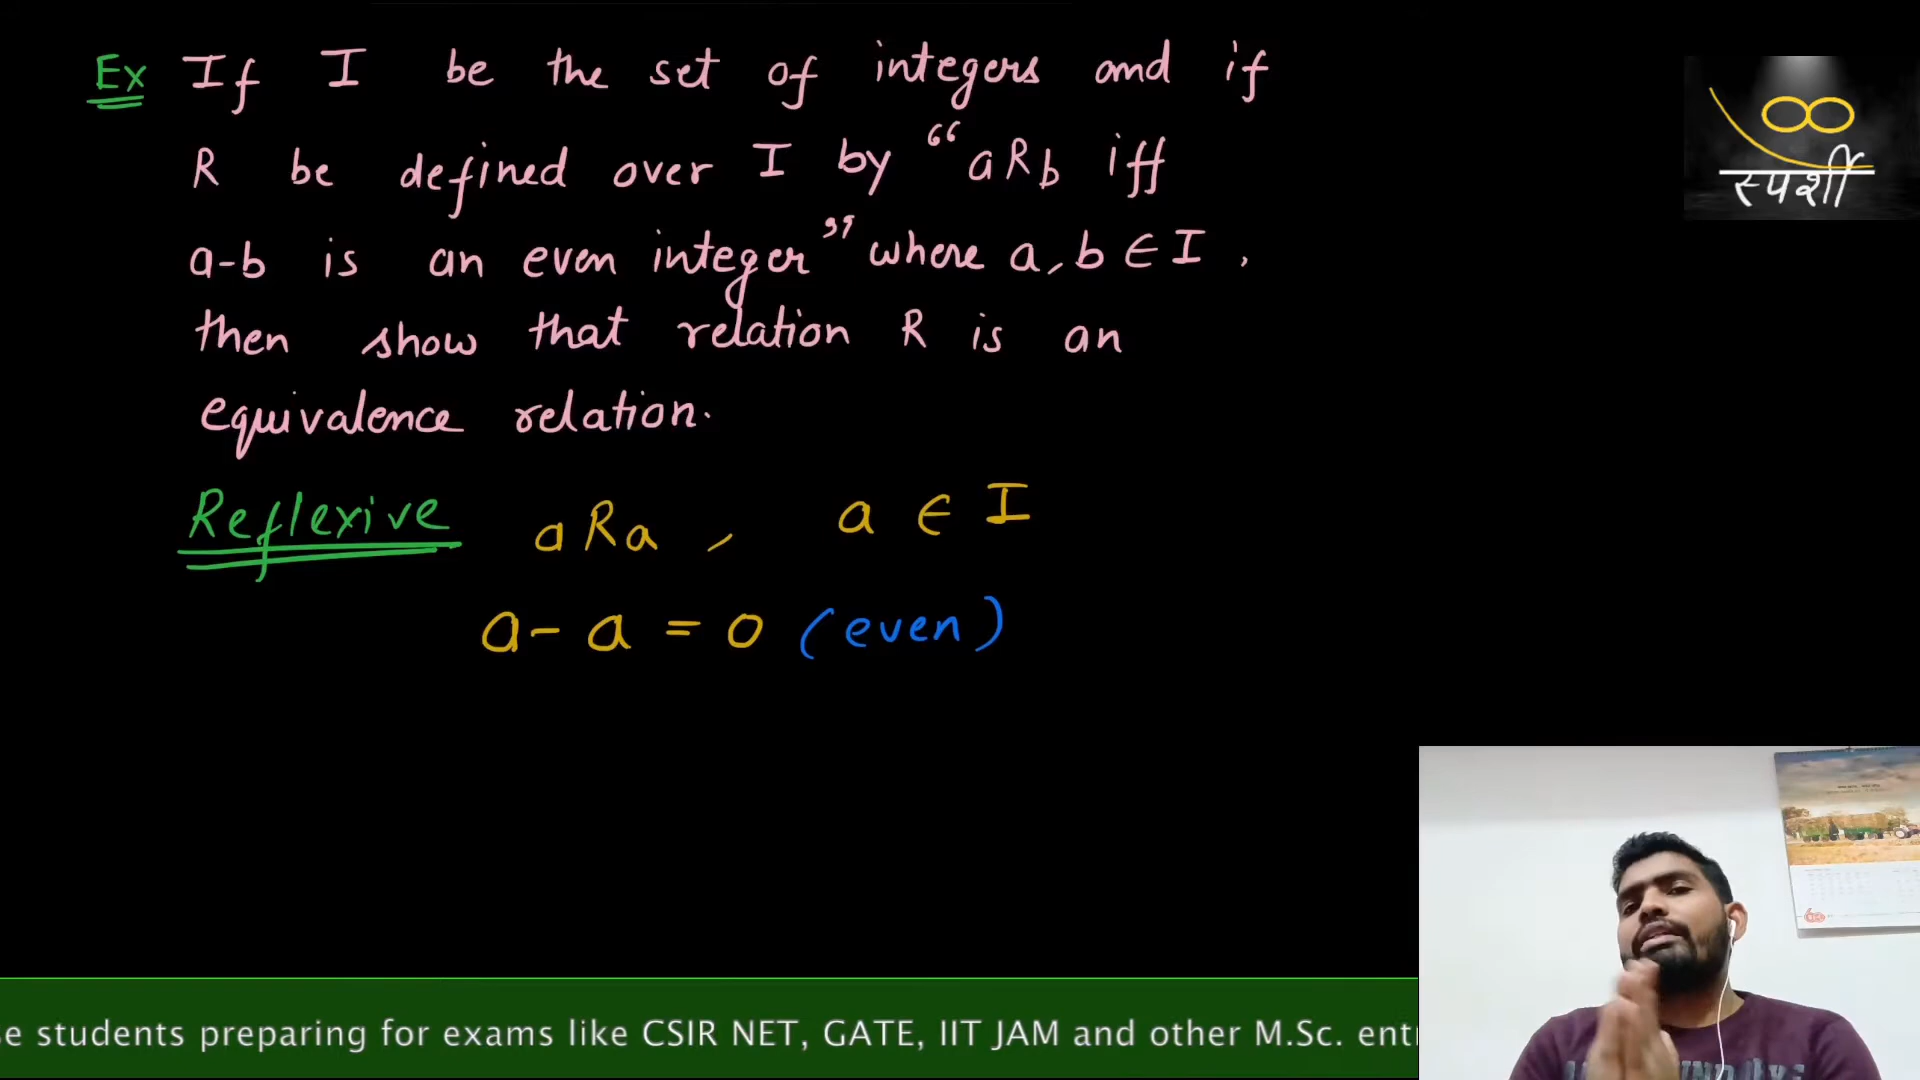 Ex If I be the set of integers and if
R be defined over I by “aRb iff
a-b is an even integer” where a, b ∈ I,
then show that relation R is an
equivalence relation.
Reflexive aRa, a ∈ I
a - a = 0 (even)
स्पर्शी
se students preparing for exams like CSIR NET, GATE, IIT JAM and other M.Sc. ent